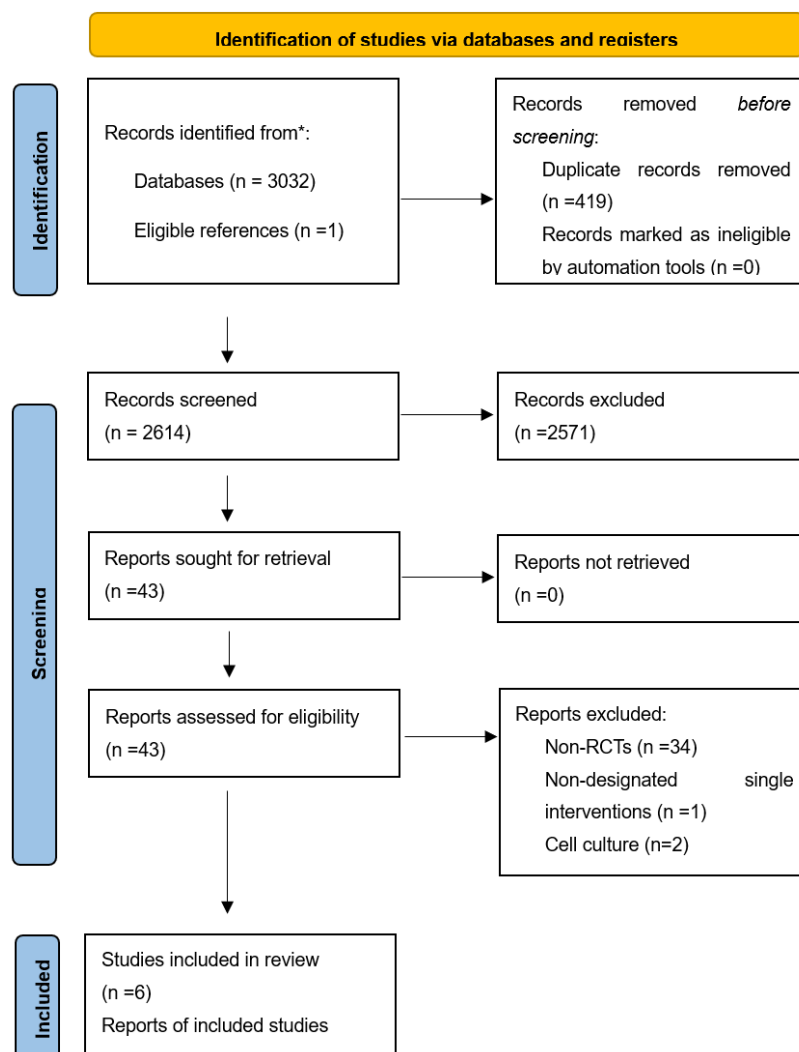 Identification of studies via databases and registers
Identification
Records identified from*:
Databases (n = 3032)
Eligible references (n =1)
Records removed before
screening:
Duplicate records removed
(n =419)
Records marked as ineligible
by automation tools (n =0)
Screening
Records screened
(n = 2614)
Records excluded
(n =2571)
Reports sought for retrieval
(n =43)
Reports not retrieved
(n =0)
Reports assessed for eligibility
(n =43)
Reports excluded:
Non-RCTs (n =34)
Non-designated single
interventions (n =1)
Cell culture (n=2)
Included
Studies included in review
(n =6)
Reports of included studies